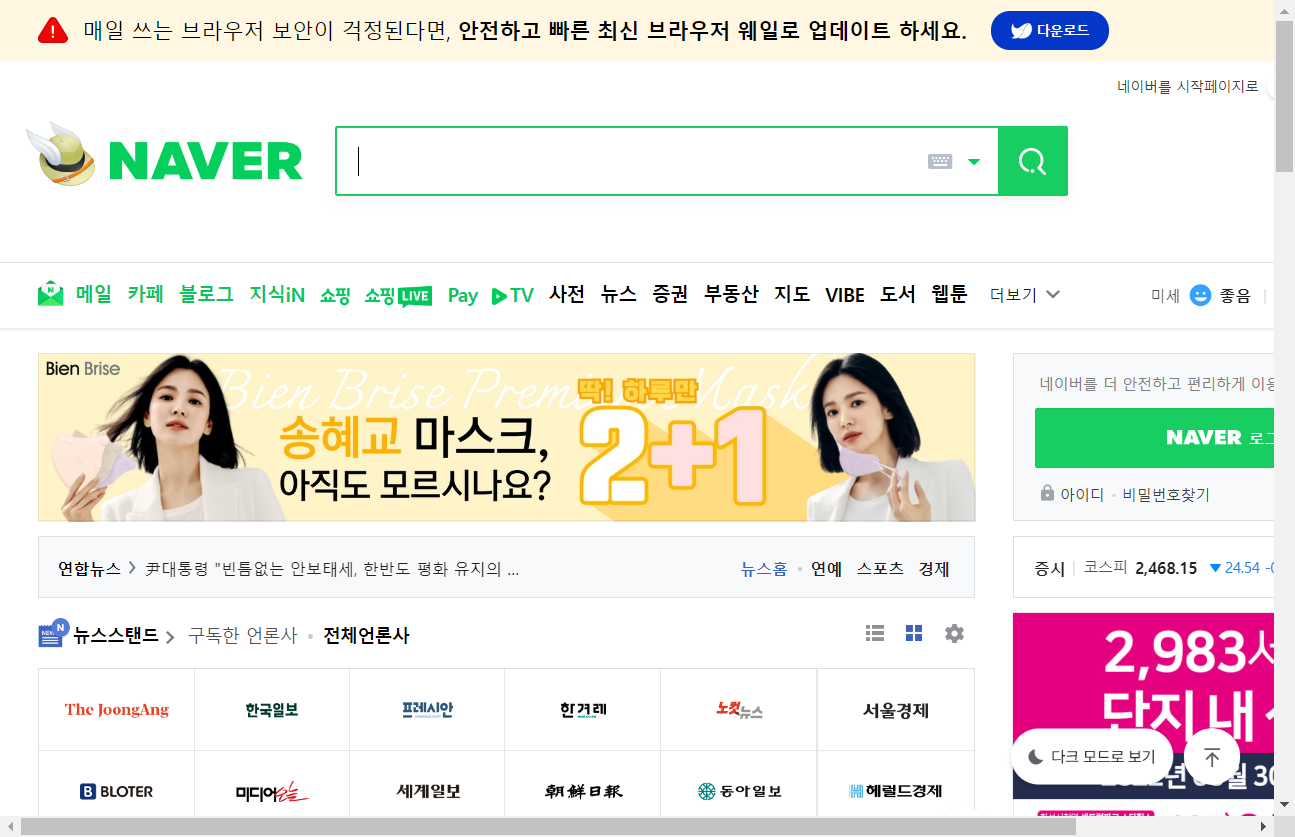 매일 쓰는 브라우저 보안이 걱정된다면, 안전하고 빠른 최신 브라우저 웨일로 업데이트 하세요. 다운로드
네이버를 시작페이지로
NAVER
메일 카페 블로그 지식iN 쇼핑 쇼핑LIVE Pay TV 사전 뉴스 증권 부동산 지도 VIBE 도서 웹툰 더보기 미세 좋음
Bien Brise
Bien Brise Premium Mask
송혜교 마스크,
아직도 모르시나요?
딱! 하루만
2+1
네이버를 더 안전하고 편리하게 이용
NAVER 로그
아이디 비밀번호찾기
연합뉴스 尹대통령 "빈틈없는 안보태세, 한반도 평화 유지의 ...
뉴스홈 연예 스포츠 경제
증시 코스피 2,468.15 ▼24.54
뉴스스탠드 구독한 언론사 전체언론사
The JoongAng 한국일보 프레시안 한겨레 노컷뉴스 서울경제
BLOTER 미디어오늘 세계일보 朝鮮日報 동아일보 헤럴드경제
2,983세
단지 내
다크 모드로 보기